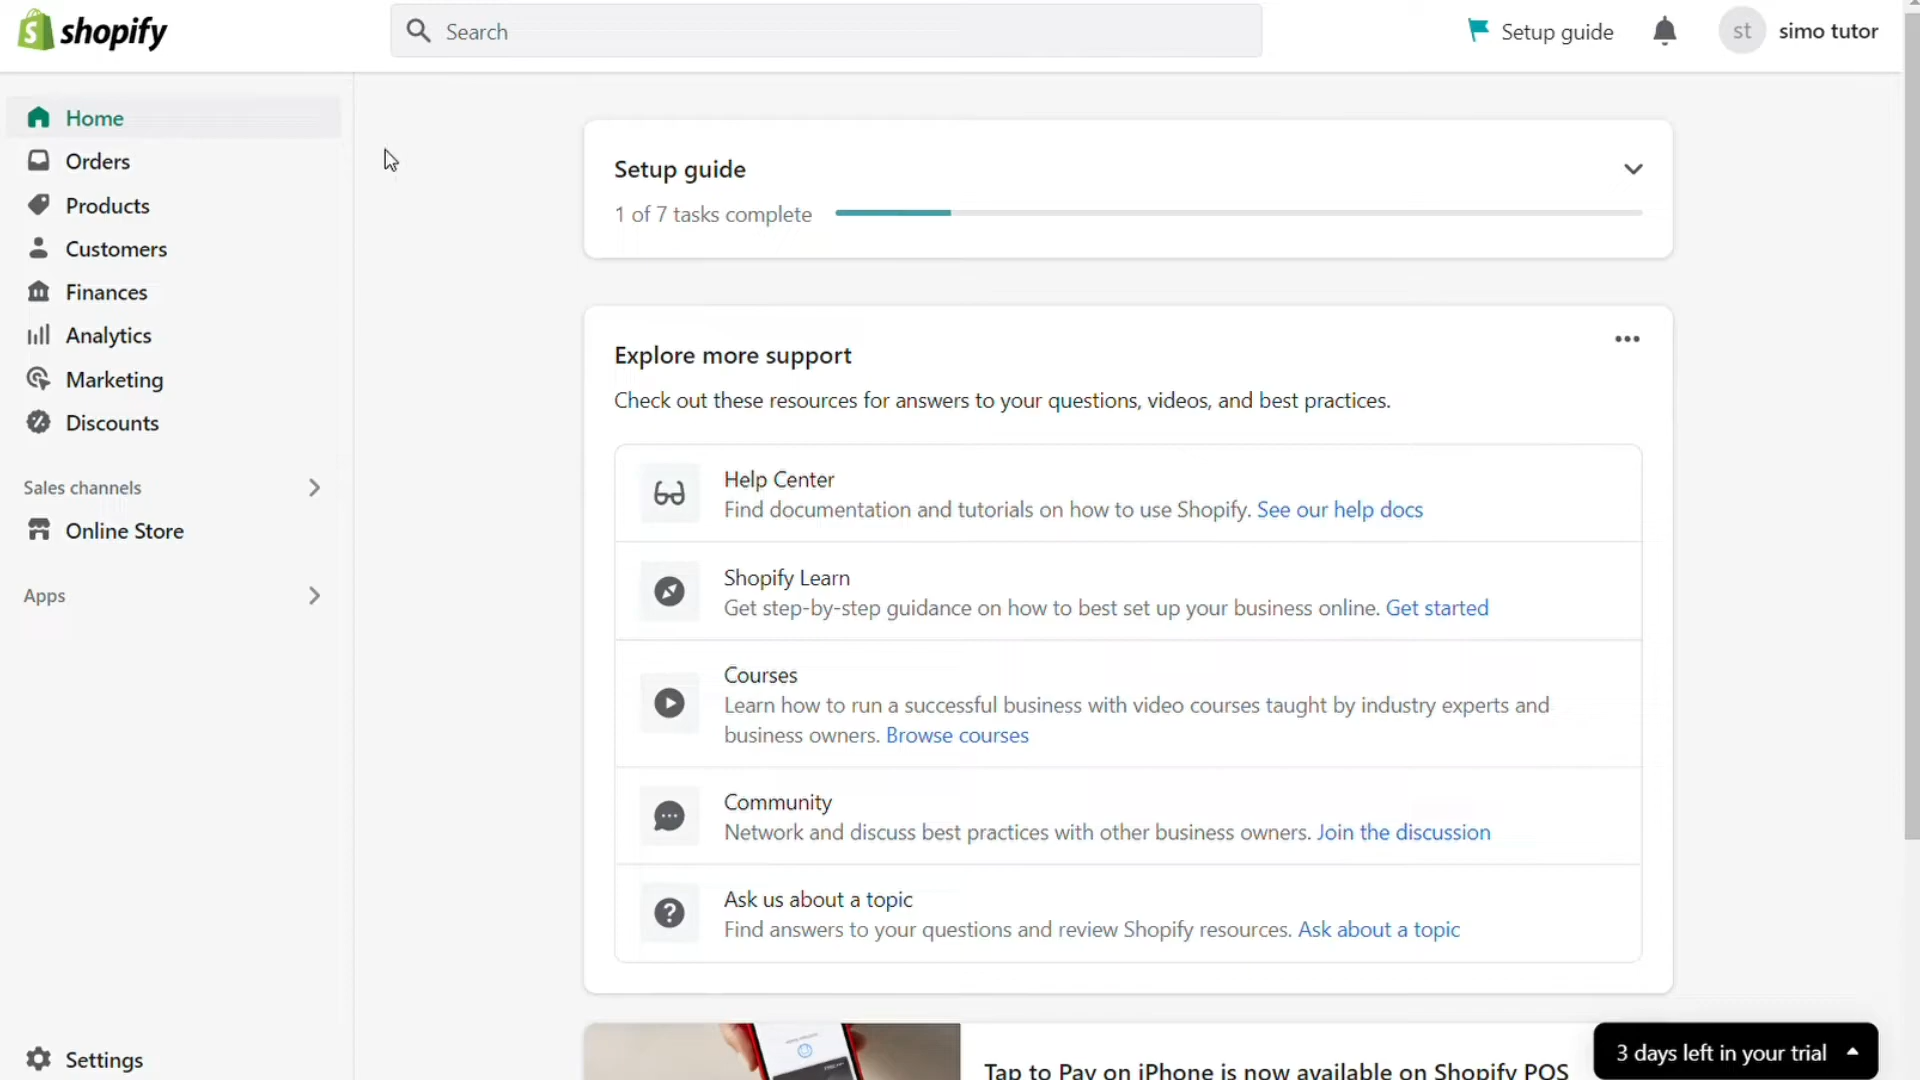 shopify
Search
Setup guide
st
simo tutor
Home
Orders
Products
Customers
Finances
Analytics
Marketing
Discounts
Sales channels
Online Store
Apps
Settings
Setup guide
1 of 7 tasks complete
Explore more support
Check out these resources for answers to your questions, videos, and best practices.
Help Center
Find documentation and tutorials on how to use Shopify. See our help docs
Shopify Learn
Get step-by-step guidance on how to best set up your business online. Get started
Courses
Learn how to run a successful business with video courses taught by industry experts and
business owners. Browse courses
Community
Network and discuss best practices with other business owners. Join the discussion
Ask us about a topic
Find answers to your questions and review Shopify resources. Ask about a topic
Tap to Pay on iPhone is now available on Shopify POS
3 days left in your trial